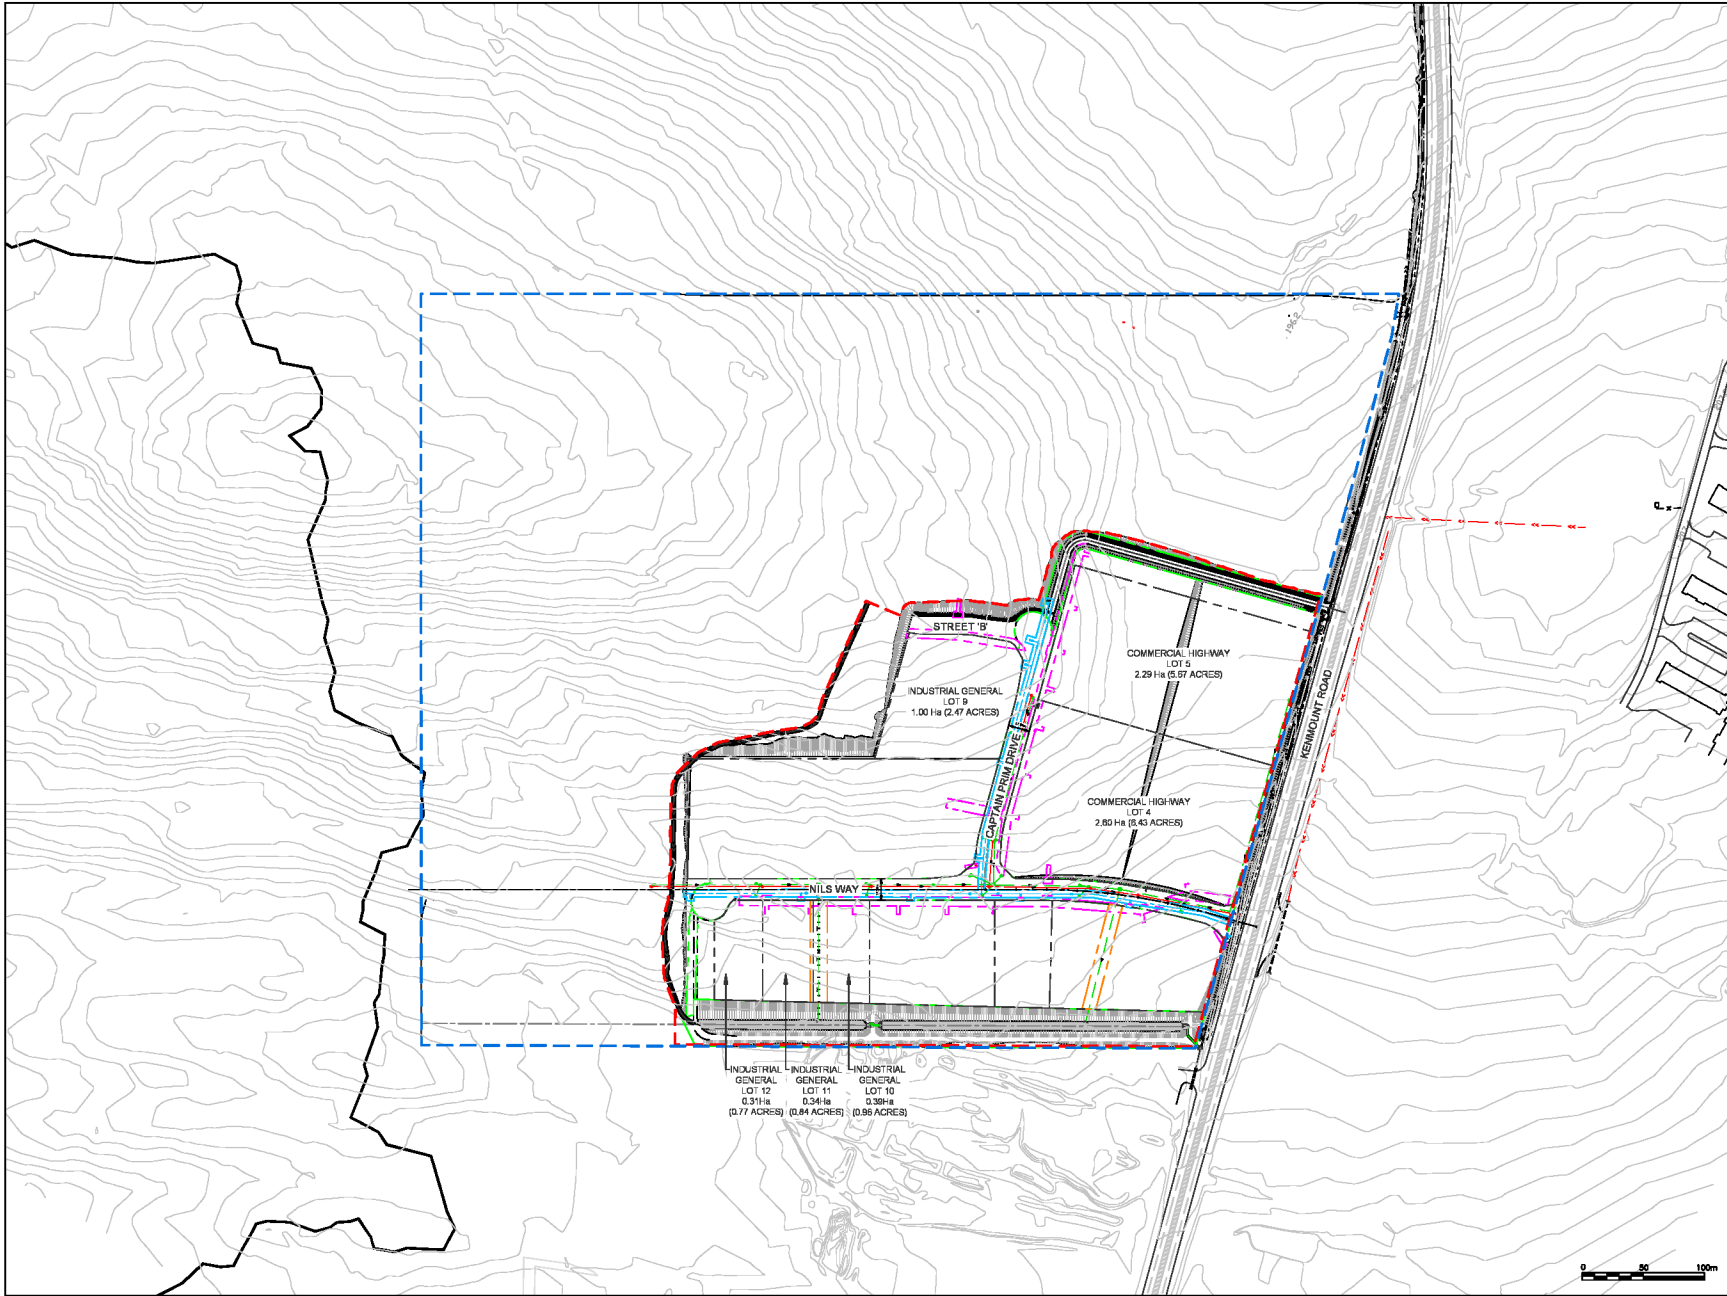 196.2
STREET 'B'
COMMERCIAL HIGHWAY
LOT 5
2.29 Ha (5.67 ACRES)
INDUSTRIAL GENERAL
LOT 9
1.00 Ha (2.47 ACRES)
KENMOUNT ROAD
CAPTAIN PRIM DRIVE
COMMERCIAL HIGHWAY
LOT 4
2.60 Ha (6.43 ACRES)
NILS WAY
INDUSTRIAL
GENERAL
LOT 12
0.31Ha
(0.77 ACRES)
INDUSTRIAL
GENERAL
LOT 11
0.34Ha
(0.84 ACRES)
INDUSTRIAL
GENERAL
LOT 10
0.39Ha
(0.96 ACRES)
0 50 100m